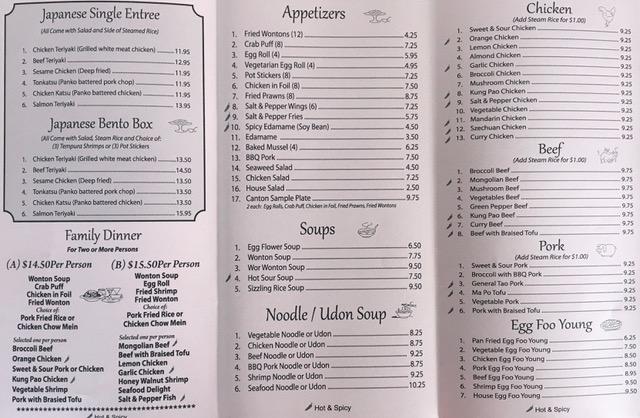 Japanese Single Entree
(All Come with Salad and Side of Steamed Rice)
1. Chicken Teriyaki (Grilled white meat chicken) 11.95
2. Beef Teriyaki 12.95
3. Sesame Chicken (Deep fried) 11.95
4. Tonkatsu (Panko battered pork chop) 11.95
5. Chicken Katsu (Panko battered chicken) 11.95
6. Salmon Teriyaki 13.95
Japanese Bento Box
(All Come with Salad, Steam Rice and Choice of:
(3) Tempura Shrimps or (3) Pot Stickers
1. Chicken Teriyaki (Grilled white meat chicken) 13.50
2. Beef Teriyaki 14.50
3. Sesame Chicken (Deep fried) 13.50
4. Tonkatsu (Panko battered pork chop) 13.50
5. Chicken Katsu (Panko battered chicken) 13.50
6. Salmon Teriyaki 15.95
Family Dinner
For Two or More Persons
(A) $14.50Per Person
Wonton Soup
Crab Puff
Chicken in Foil
Fried Wonton
Choice of:
Pork Fried Rice or
Chicken Chow Mein
Selected one per person
Broccoli Beef
Orange Chicken
Sweet & Sour Pork or Chicken
Kung Pao Chicken
Vegetable Shrimp
Pork with Braised Tofu
(B) $15.50Per Person
Wonton Soup
Egg Roll
Fried Shrimp
Fried Wonton
Choice of:
Pork Fried Rice or
Chicken Chow Mein
Selected one per person
Mongolian Beef
Beef with Braised Tofu
Lemon Chicken
Garlic Chicken
Honey Walnut Shrimp
Seafood Delight
Salt & Pepper Fish
Hot & Spicy
Appetizers
1. Fried Wontons (12) 4.25
2. Crab Puff (8) 7.25
3. Egg Roll (4) 5.95
4. Vegetarian Egg Roll (4) 4.95
5. Pot Stickers (8) 7.25
6. Chicken in Foil (8) 7.50
7. Fried Prawns (8) 8.75
8. Salt & Pepper Wings (6) 7.25
9. Salt & Pepper Fries 5.75
10. Spicy Edamame (Soy Bean) 4.50
11. Edamame 3.50
12. Baked Mussel (4) 6.25
13. BBQ Pork 7.50
14. Seaweed Salad 4.50
15. Chicken Salad 7.25
16. House Salad 2.50
17. Canton Sample Plate 9.75
2 each: Egg Rolls, Crab Puff, Chicken in Foil, Fried Prawns, Fried Wontons
Soups
1. Egg Flower Soup 6.50
2. Wonton Soup 7.75
3. Wor Wonton Soup 9.50
4. Hot Sour Soup 7.50
5. Sizzling Rice Soup 9.50
Noodle / Udon Soup
1. Vegetable Noodle or Udon 8.25
2. Chicken Noodle or Udon 8.75
3. Beef Noodle or Udon 9.25
4. BBQ Pork Noodle or Udon 8.75
5. Shrimp Noodle or Udon 9.25
6. Seafood Noodle or Udon 10.25
Hot & Spicy
Chicken
(Add Steam Rice for $1.00)
1. Sweet & Sour Chicken 9.25
2. Orange Chicken 9.25
3. Lemon Chicken 9.25
4. Almond Chicken 9.25
5. Garlic Chicken 9.25
6. Broccoli Chicken 9.25
7. Mushroom Chicken 9.25
8. Kung Pao Chicken 9.25
9. Salt & Pepper Chicken 9.25
10. Vegetable Chicken 9.25
11. Mandarin Chicken 9.25
12. Szechuan Chicken 9.25
13. Curry Chicken 9.25
Beef
(Add Steam Rice for $1.00)
1. Broccoli Beef 9.75
2. Mongolian Beef 9.75
3. Mushroom Beef 9.75
4. Vegetables Beef 9.75
5. Green Pepper Beef 9.75
6. Kung Pao Beef 9.75
7. Curry Beef 9.75
8. Beef with Braised Tofu 9.75
Pork
(Add Steam Rice for $1.00)
1. Sweet & Sour Pork 9.25
2. Broccoli with BBQ Pork 9.25
3. General Tao Pork 9.25
4. Ma Po Tofu 9.25
5. Vegetable Pork 9.25
6. Pork with Braised Tofu 9.25
Egg Foo Young
1. Pan Fried Egg Foo Young 6.25
2. Vegetable Egg Foo Young 7.50
3. Chicken Egg Foo Young 8.50
4. Pork Egg Foo Young 8.50
5. Beef Egg Foo Young 8.95
6. Shrimp Egg Foo Young 9.50
7. House Egg Foo Young 9.50
Hot & Spicy